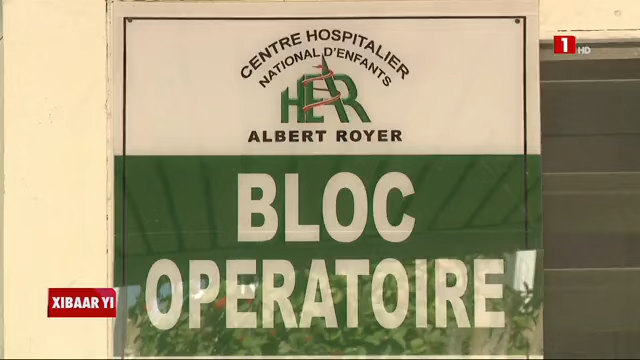 CENTRE HOSPITALIER
NATIONAL D'ENFANTS
HEAR
ALBERT ROYER
BLOC
OPERATOIRE
1 HD
XIBAAR YI